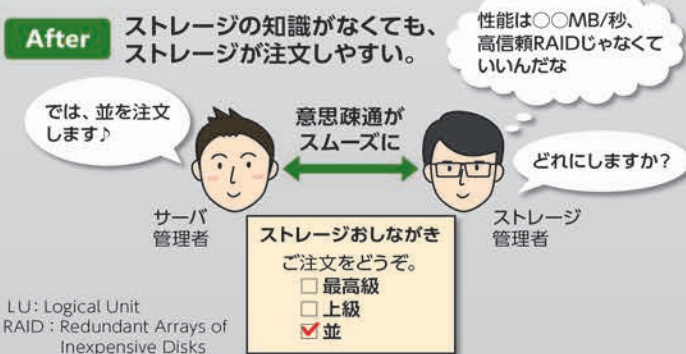 After
ストレージの知識がなくても、
ストレージが注文しやすい。
性能は○○MB/秒、
高信頼RAIDじゃなくて
いいんだな
では、並を注文
します♪
意思疎通が
スムーズに
どれにしますか?
サーバ
管理者
ストレージ
管理者
ストレージおしながき
ご注文をどうぞ。
□最高級
□上級
☑並
LU:Logical Unit
RAID:Redundant Arrays of
Inexpensive Disks